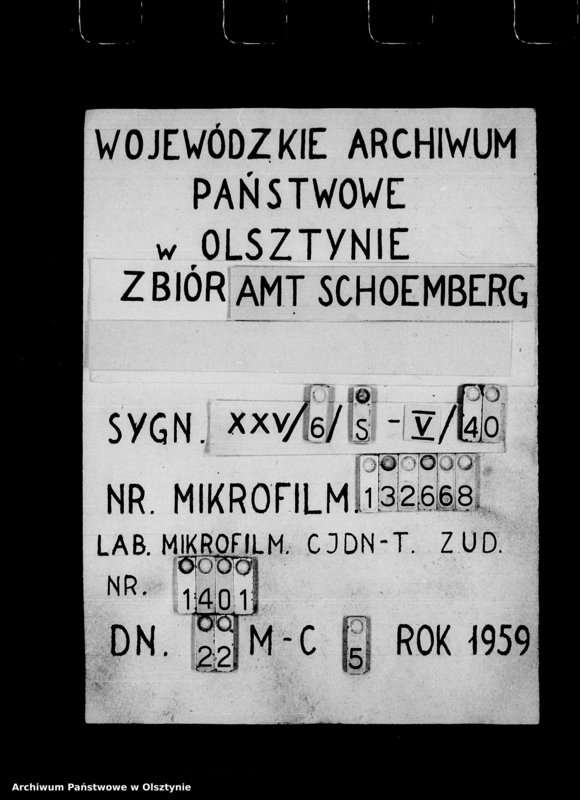 WOJEWÓDZKIE ARCHIWUM
PAŃSTWOWE
w OLSZTYNIE
ZBIÓR AMT SCHOEMBERG
SYGN. XXV/6/S-V/40
NR. MIKROFILM. 132668
LAB. MIKROFILM. CJDN-T. ZUD.
NR. 1401
DN. 22 M-C 5 ROK 1959
Archiwum Państwowe w Olsztynie